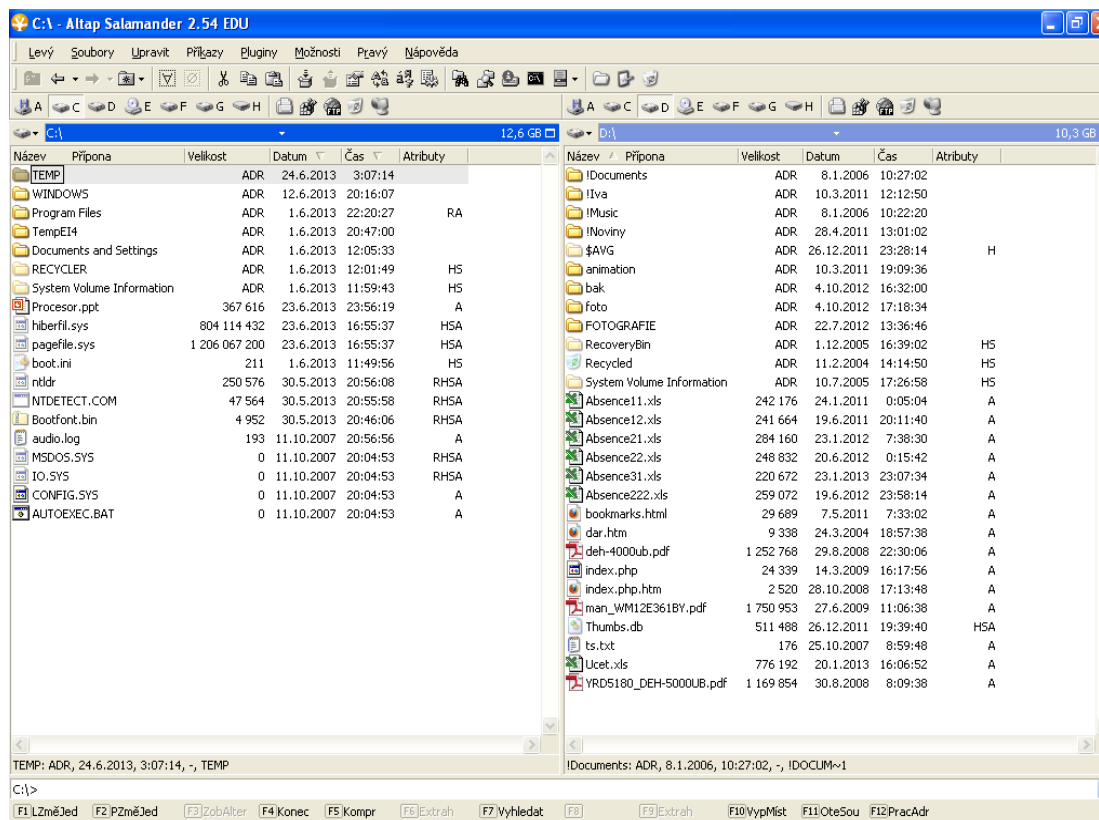 C:\ - Altap Salamander 2.54 EDU
Levý Soubory Upravit Příkazy Pluginy Možnosti Pravý Nápověda
A C D E F G H
A C D E F G H
C:\ 12,6 GB
D:\ 10,3 GB
Název Přípona Velikost Datum Čas Atributy
TEMP ADR 24.6.2013 3:07:14
WINDOWS ADR 12.6.2013 20:16:07
Program Files ADR 1.6.2013 22:20:27 RA
TempEI4 ADR 1.6.2013 20:47:00
Documents and Settings ADR 1.6.2013 12:05:33
RECYCLER ADR 1.6.2013 12:01:49 HS
System Volume Information ADR 1.6.2013 11:59:43 HS
Procesor.ppt 367 616 23.6.2013 23:56:19 A
hiberfil.sys 804 114 432 23.6.2013 16:55:37 HSA
pagefile.sys 1 206 067 200 23.6.2013 16:55:37 HSA
boot.ini 211 1.6.2013 11:49:56 HS
ntldr 250 576 30.5.2013 20:56:08 RHSA
NTDETECT.COM 47 564 30.5.2013 20:55:58 RHSA
Bootfont.bin 4 952 30.5.2013 20:46:06 RHSA
audio.log 193 11.10.2007 20:56:56 A
MSDOS.SYS 0 11.10.2007 20:04:53 RHSA
IO.SYS 0 11.10.2007 20:04:53 RHSA
CONFIG.SYS 0 11.10.2007 20:04:53 A
AUTOEXEC.BAT 0 11.10.2007 20:04:53 A
TEMP: ADR, 24.6.2013, 3:07:14, -, TEMP
Název Přípona Velikost Datum Čas Atributy
!Documents ADR 8.1.2006 10:27:02
!Iva ADR 10.3.2011 12:12:50
!Music ADR 8.1.2006 10:22:20
!Noviny ADR 28.4.2011 13:01:02
$AVG ADR 26.12.2011 23:28:14 H
animation ADR 10.3.2011 19:09:36
bak ADR 4.10.2012 16:32:00
foto ADR 4.10.2012 17:18:34
FOTOGRAFIE ADR 22.7.2012 13:36:46
RecoveryBin ADR 1.12.2005 16:39:02 HS
Recycled ADR 11.2.2004 14:14:50 HS
System Volume Information ADR 10.7.2005 17:26:58 HS
Absence11.xls 242 176 24.1.2011 0:05:04 A
Absence12.xls 241 664 19.6.2011 20:11:40 A
Absence21.xls 284 160 23.1.2012 7:38:30 A
Absence22.xls 248 832 20.6.2012 0:15:42 A
Absence31.xls 220 672 23.1.2013 23:07:34 A
Absence222.xls 259 072 19.6.2012 23:58:14 A
bookmarks.html 29 689 7.5.2011 7:33:02 A
dar.htm 9 338 24.3.2004 18:57:38 A
deh-4000ub.pdf 1 252 768 29.8.2008 22:30:06 A
index.php 24 339 14.3.2009 16:17:56 A
index.php.htm 2 520 28.10.2008 17:13:48 A
man_WM12E361BY.pdf 1 750 953 27.6.2009 11:06:38 A
Thumbs.db 511 488 26.12.2011 19:39:40 HSA
ts.txt 176 25.10.2007 8:59:48 A
Ucet.xls 776 192 20.1.2013 16:06:52 A
YRD5180_DEH-5000UB.pdf 1 169 854 30.8.2008 8:09:38 A
!Documents: ADR, 8.1.2006, 10:27:02, -, !DOCUM~1
C:\>
F1 LZměJed F2 PZměJed F3 ZobAlter F4 Konec F5 Kompr F6 Extrah F7 Vyhledat F8 F9 Extrah F10 VypMíst F11 OteSou F12 PracAdr